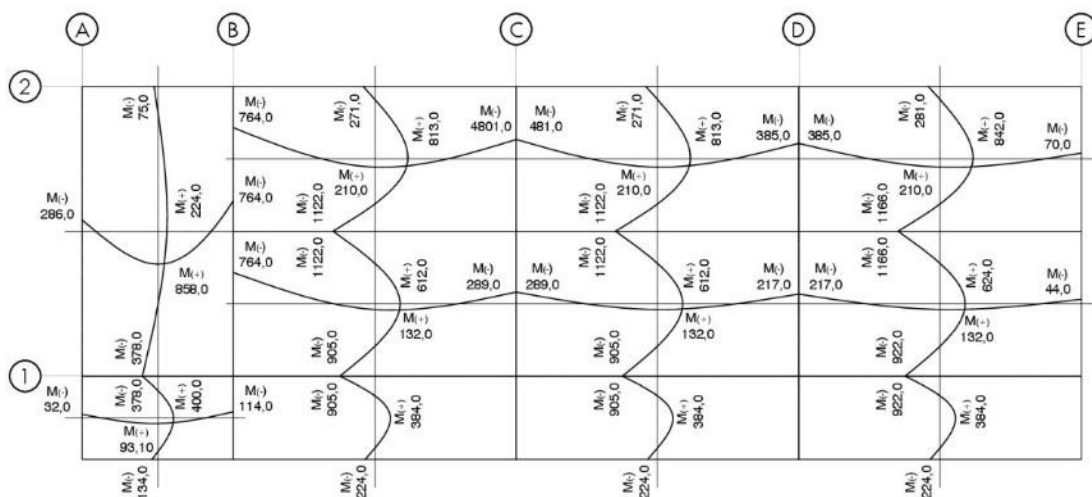 A
B
C
D
E
2
M(-)
75,0
M(-)
764,0
M(-)
271,0
M(+)
813,0
M(-)
4801,0
M(-)
481,0
M(-)
271,0
M(+)
813,0
M(-)
385,0
M(-)
385,0
M(-)
281,0
M(+)
842,0
M(-)
70,0
M(+)
210,0
M(+)
210,0
M(+)
210,0
M(-)
286,0
M(+)
224,0
M(-)
764,0
M(-)
1122,0
M(-)
1122,0
M(-)
1166,0
M(+)
858,0
M(-)
764,0
M(-)
1122,0
M(+)
612,0
M(-)
289,0
M(-)
289,0
M(-)
1122,0
M(+)
612,0
M(-)
217,0
M(-)
217,0
M(-)
1166,0
M(+)
624,0
M(-)
44,0
M(+)
132,0
M(+)
132,0
M(+)
132,0
M(-)
378,0
M(-)
905,0
M(-)
905,0
M(-)
922,0
1
M(-)
32,0
M(-)
378,0
M(+)
400,0
M(-)
114,0
M(-)
905,0
M(+)
384,0
M(-)
905,0
M(+)
384,0
M(-)
922,0
M(+)
384,0
M(+)
93,10
M(-)
134,0
M(-)
224,0
M(-)
224,0
M(-)
224,0